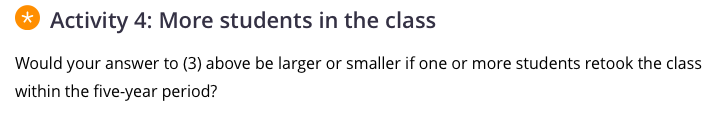 * Activity 4: More students in the class
Would your answer to (3) above be larger or smaller if one or more students retook the class
within the five-year period?